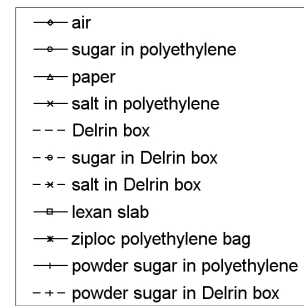 air
sugar in polyethylene
paper
salt in polyethylene
Delrin box
sugar in Delrin box
salt in Delrin box
lexan slab
ziploc polyethylene bag
powder sugar in polyethylene
powder sugar in Delrin box